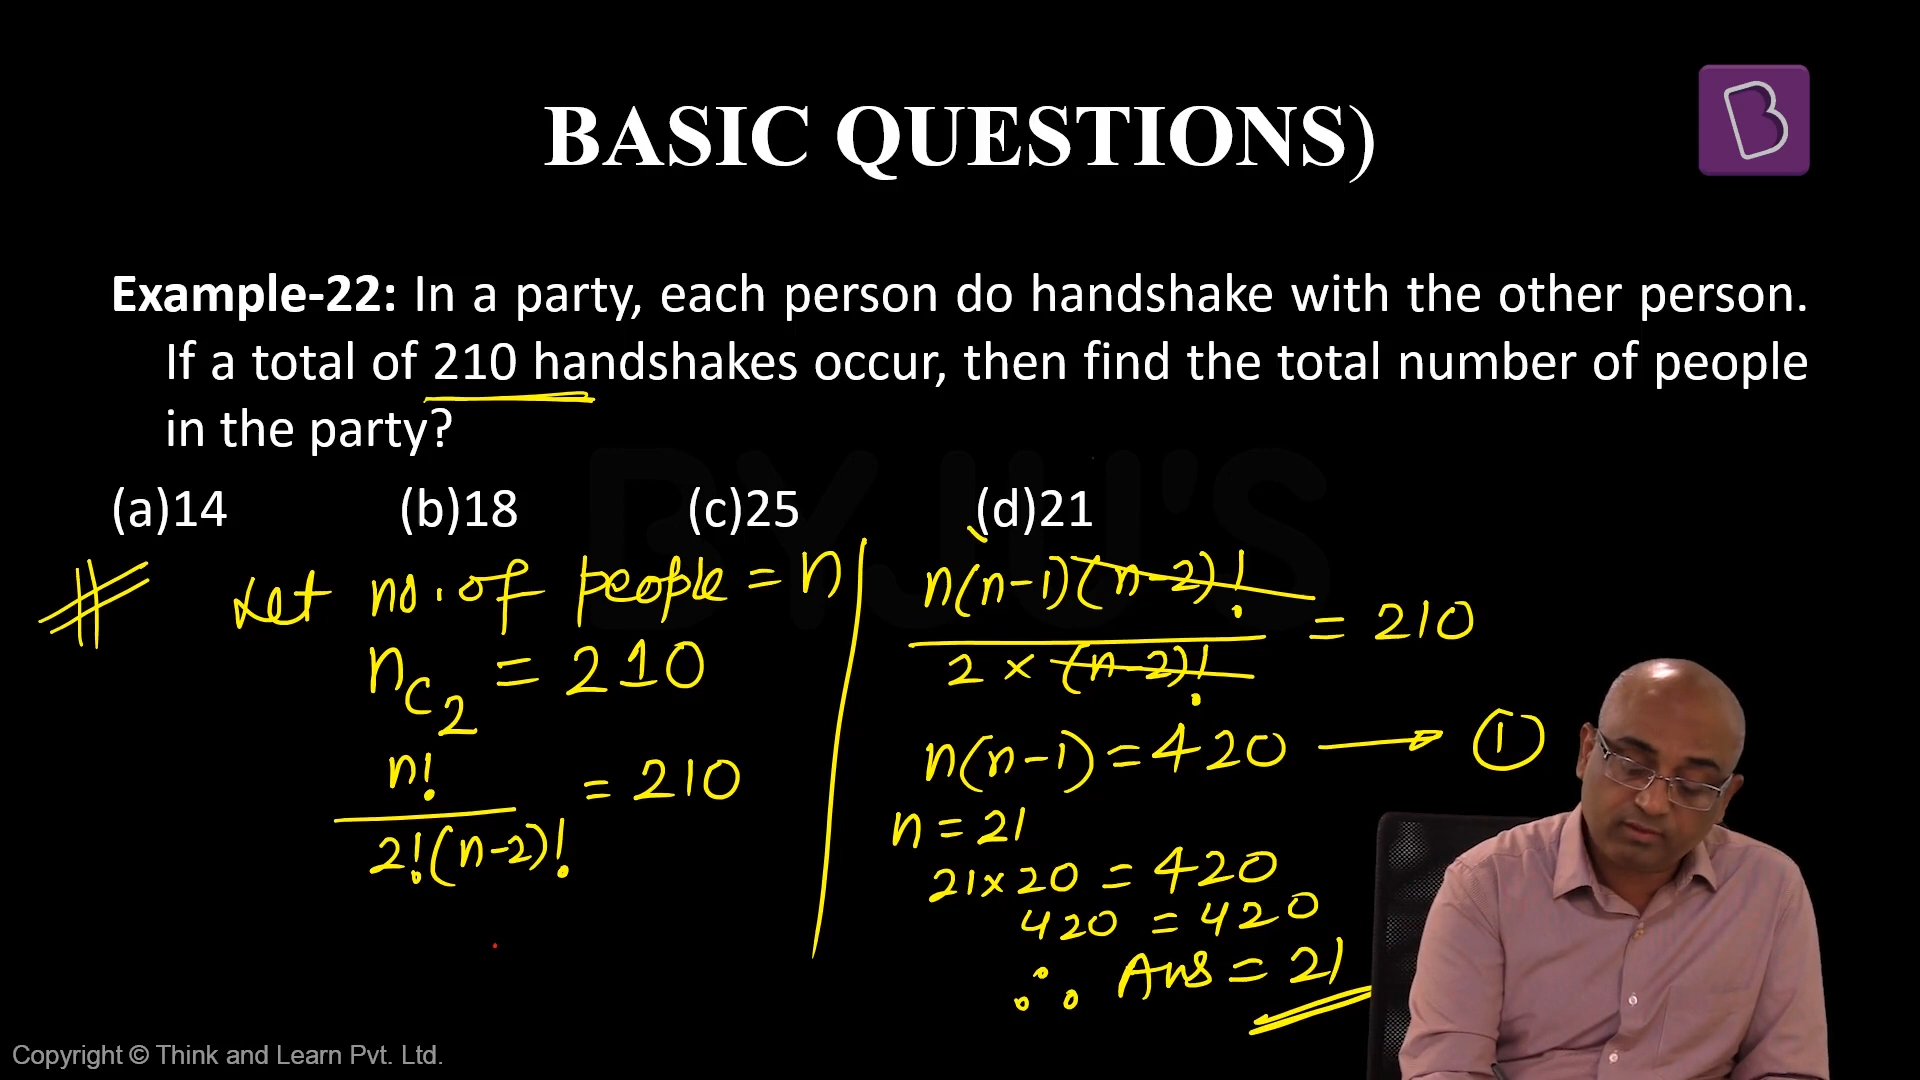 BASIC QUESTIONS)
B
Example-22: In a party, each person do handshake with the other person.
If a total of 210 handshakes occur, then find the total number of people
in the party?
(a)14 (b)18 (c)25 (d)21
BYJU'S
# Let no. of people = n
nC2 = 210
n! / 2!(n-2)! = 210
n(n-1)(n-2)! / 2 × (n-2)! = 210
n(n-1) = 420 → 1
n = 21
21 × 20 = 420
420 = 420
∴ Ans = 21
Copyright © Think and Learn Pvt. Ltd.